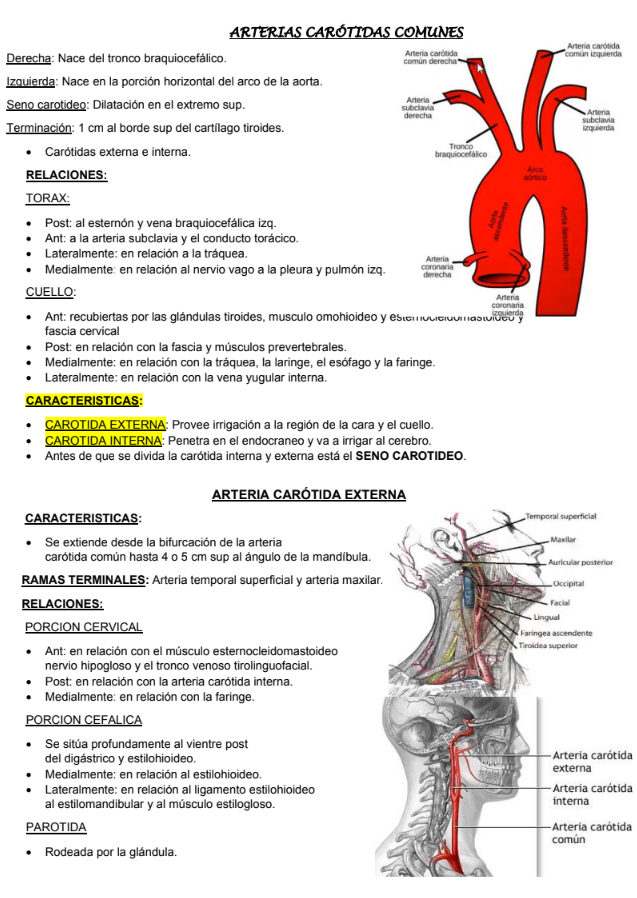 ARTERIAS CARÓTIDAS COMUNES
Derecha: Nace del tronco braquiocefálico.
Izquierda: Nace en la porción horizontal del arco de la aorta.
Seno carotideo: Dilatación en el extremo sup.
Terminación: 1 cm al borde sup del cartílago tiroides.
• Carótidas externa e interna.
RELACIONES:
TORAX:
• Post: al esternón y vena braquiocefálica izq.
• Ant: a la arteria subclavia y el conducto torácico.
• Lateralmente: en relación a la tráquea.
• Medialmente: en relación al nervio vago a la pleura y pulmón izq.
Arteria carótida
común derecha
Arteria carótida
común izquierda
Arteria
subclavia
derecha
Arteria
subclavia
izquierda
Tronco
braquiocefálico
Arco
aórtico
Aorta
ascendente
Aorta descendente
Arteria
coronaria
derecha
Arteria
coronaria
izquierda
CUELLO:
• Ant: recubiertas por las glándulas tiroides, musculo omohioideo y esternocleidomastoideo y
fascia cervical
• Post: en relación con la fascia y músculos prevertebrales.
• Medialmente: en relación con la tráquea, la laringe, el esófago y la faringe.
• Lateralmente: en relación con la vena yugular interna.
CARACTERISTICAS:
• CAROTIDA EXTERNA: Provee irrigación a la región de la cara y el cuello.
• CAROTIDA INTERNA: Penetra en el endocraneo y va a irrigar al cerebro.
• Antes de que se divida la carótida interna y externa está el SENO CAROTIDEO.
ARTERIA CARÓTIDA EXTERNA
CARACTERISTICAS:
• Se extiende desde la bifurcación de la arteria
carótida común hasta 4 o 5 cm sup al ángulo de la mandíbula.
RAMAS TERMINALES: Arteria temporal superficial y arteria maxilar.
RELACIONES:
PORCION CERVICAL
• Ant: en relación con el músculo esternocleidomastoideo
nervio hipogloso y el tronco venoso tirolinguofacial.
• Post: en relación con la arteria carótida interna.
• Medialmente: en relación con la faringe.
Temporal superficial
Maxilar
Auricular posterior
Occipital
Facial
Lingual
Faríngea ascendente
Tiroidea superior
PORCION CEFALICA
• Se sitúa profundamente al vientre post
del digástrico y estilohioideo.
• Medialmente: en relación al estilohioideo.
• Lateralmente: en relación al ligamento estilohioideo
al estilomandibular y al músculo estilogloso.
PAROTIDA
• Rodeada por la glándula.
Arteria carótida
externa
Arteria carótida
interna
Arteria carótida
común